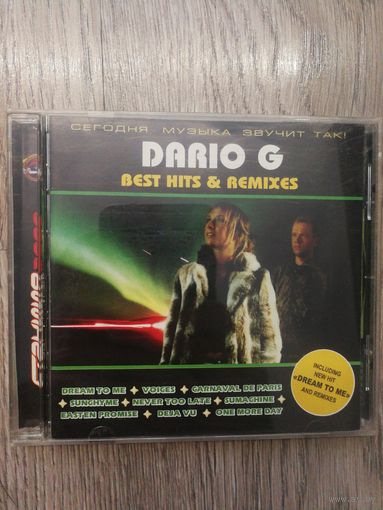 СЕГОДНЯ МУЗЫКА ЗВУЧИТ ТАК!
DARIO G
BEST HITS & REMIXES
INCLUDING
NEW HIT
«DREAM TO ME»
AND REMIXES
DREAM TO ME ✦ VOICES ✦ CARNAVAL DE PARIS
✦ SUNCHYME ✦ NEVER TOO LATE ✦ SUMACHINE ✦
EASTEN PROMISE ✦ DEJA VU ✦ ONE MORE DAY